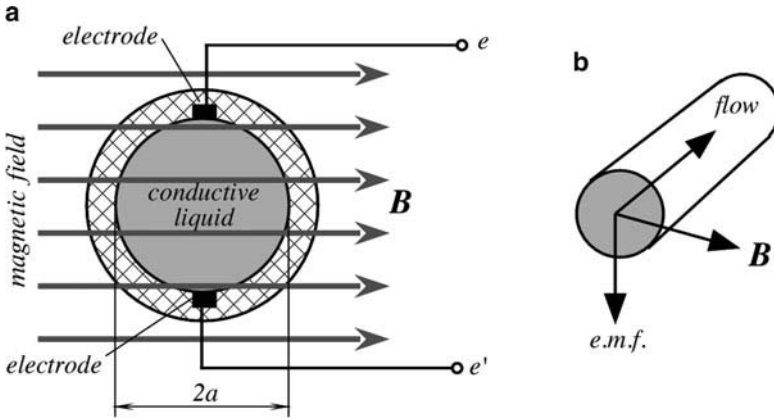 a
electrode
e
magnetic field
conductive
liquid
B
electrode
e'
2a
b
flow
B
e.m.f.